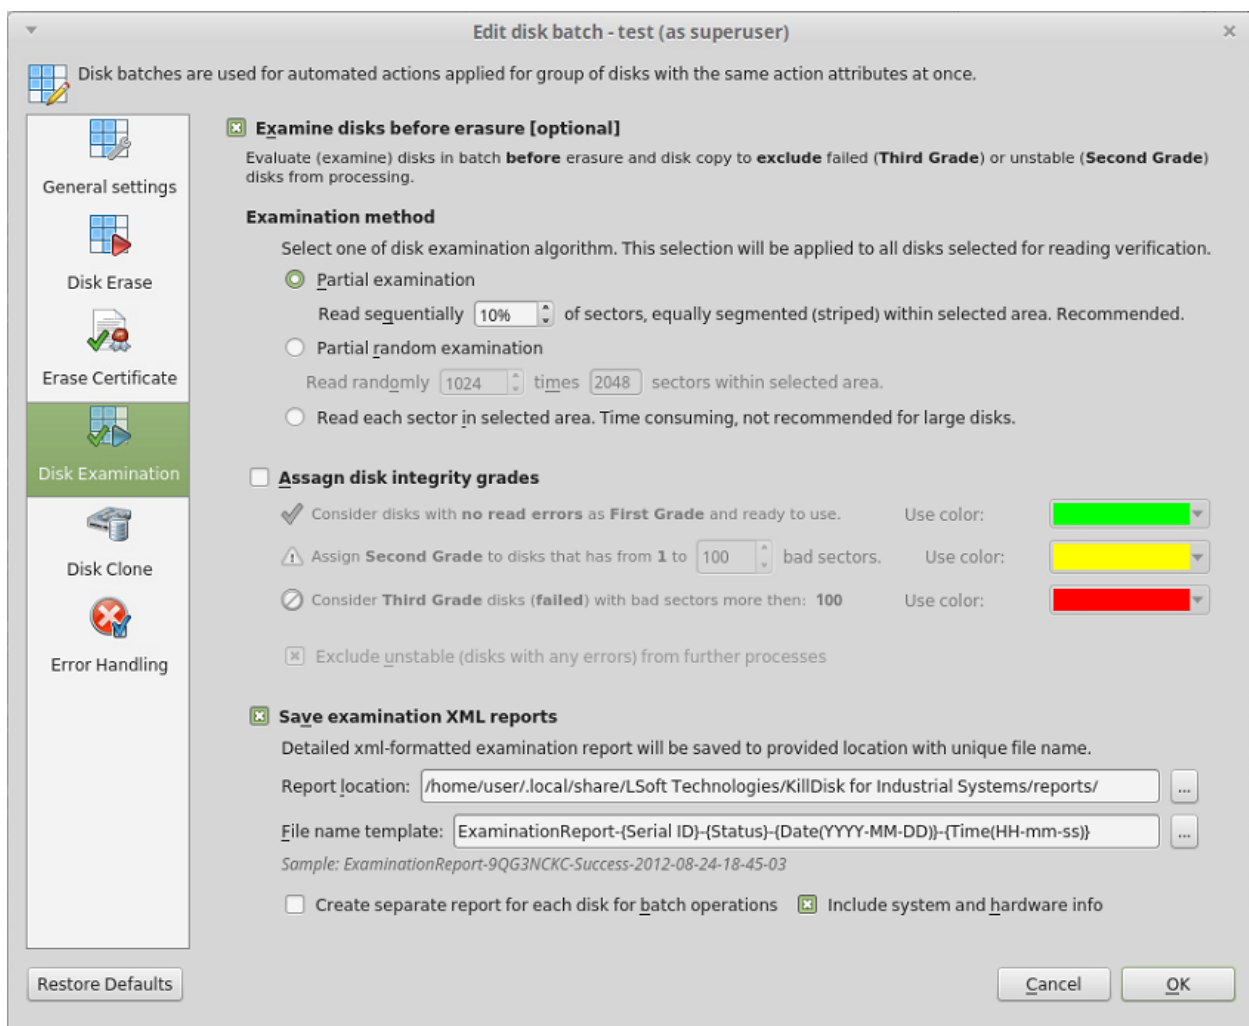 Edit disk batch - test (as superuser)
Disk batches are used for automated actions applied for group of disks with the same action attributes at once.
General settings
Disk Erase
Erase Certificate
Disk Examination
Disk Clone
Error Handling
Examine disks before erasure [optional]
Evaluate (examine) disks in batch before erasure and disk copy to exclude failed (Third Grade) or unstable (Second Grade)
disks from processing.
Examination method
Select one of disk examination algorithm. This selection will be applied to all disks selected for reading verification.
Partial examination
Read sequentially 10% of sectors, equally segmented (striped) within selected area. Recommended.
Partial random examination
Read randomly 1024 times 2048 sectors within selected area.
Read each sector in selected area. Time consuming, not recommended for large disks.
Assagn disk integrity grades
Consider disks with no read errors as First Grade and ready to use. Use color:
Assign Second Grade to disks that has from 1 to 100 bad sectors. Use color:
Consider Third Grade disks (failed) with bad sectors more then: 100 Use color:
Exclude unstable (disks with any errors) from further processes
Save examination XML reports
Detailed xml-formatted examination report will be saved to provided location with unique file name.
Report location: /home/user/.local/share/LSoft Technologies/KillDisk for Industrial Systems/reports/ ...
File name template: ExaminationReport-{Serial ID}-{Status}-{Date(YYYY-MM-DD)}-{Time(HH-mm-ss)} ...
Sample: ExaminationReport-9QG3NCKC-Success-2012-08-24-18-45-03
Create separate report for each disk for batch operations Include system and hardware info
Restore Defaults Cancel OK